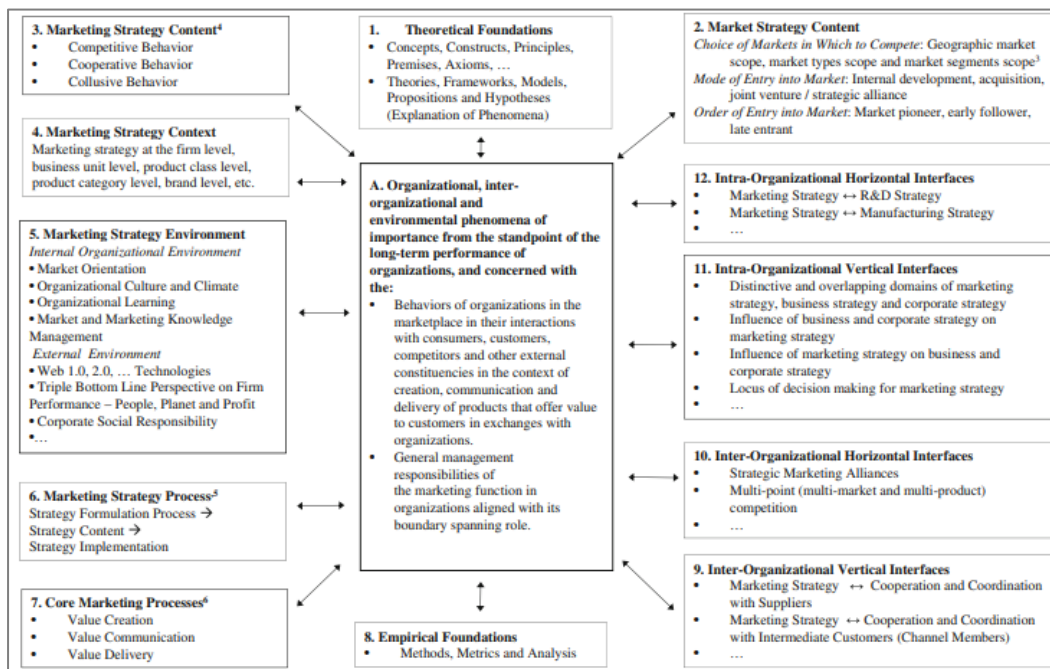 3. Marketing Strategy Content⁴
• Competitive Behavior
• Cooperative Behavior
• Collusive Behavior
1. Theoretical Foundations
• Concepts, Constructs, Principles,
Premises, Axioms, …
• Theories, Frameworks, Models,
Propositions and Hypotheses
(Explanation of Phenomena)
2. Market Strategy Content
Choice of Markets in Which to Compete: Geographic market
scope, market types scope and market segments scope³
Mode of Entry into Market: Internal development, acquisition,
joint venture / strategic alliance
Order of Entry into Market: Market pioneer, early follower,
late entrant
4. Marketing Strategy Context
Marketing strategy at the firm level,
business unit level, product class level,
product category level, brand level, etc.
5. Marketing Strategy Environment
Internal Organizational Environment
• Market Orientation
• Organizational Culture and Climate
• Organizational Learning
• Market and Marketing Knowledge
Management
External Environment
• Web 1.0, 2.0, … Technologies
• Triple Bottom Line Perspective on Firm
Performance – People, Planet and Profit
• Corporate Social Responsibility
•…
6. Marketing Strategy Process⁵
Strategy Formulation Process →
Strategy Content →
Strategy Implementation
7. Core Marketing Processes⁶
• Value Creation
• Value Communication
• Value Delivery
A. Organizational, inter-
organizational and
environmental phenomena of
importance from the standpoint of the
long-term performance of
organizations, and concerned with
the:
• Behaviors of organizations in the
marketplace in their interactions
with consumers, customers,
competitors and other external
constituencies in the context of
creation, communication and
delivery of products that offer value
to customers in exchanges with
organizations.
• General management
responsibilities of
the marketing function in
organizations aligned with its
boundary spanning role.
8. Empirical Foundations
• Methods, Metrics and Analysis
12. Intra-Organizational Horizontal Interfaces
• Marketing Strategy ↔ R&D Strategy
• Marketing Strategy ↔ Manufacturing Strategy
• …
11. Intra-Organizational Vertical Interfaces
• Distinctive and overlapping domains of marketing
strategy, business strategy and corporate strategy
• Influence of business and corporate strategy on
marketing strategy
• Influence of marketing strategy on business and
corporate strategy
• Locus of decision making for marketing strategy
• …
10. Inter-Organizational Horizontal Interfaces
• Strategic Marketing Alliances
• Multi-point (multi-market and multi-product)
competition
• …
9. Inter-Organizational Vertical Interfaces
• Marketing Strategy ↔ Cooperation and Coordination
with Suppliers
• Marketing Strategy ↔ Cooperation and Coordination
with Intermediate Customers (Channel Members)
• …